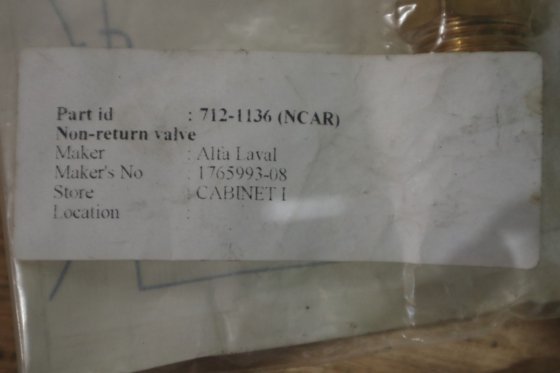 Part id : 712-1136 (NCAR)
Non-return valve
Maker : Alfa Laval
Maker's No : 1765993-08
Store : CABINET I
Location :